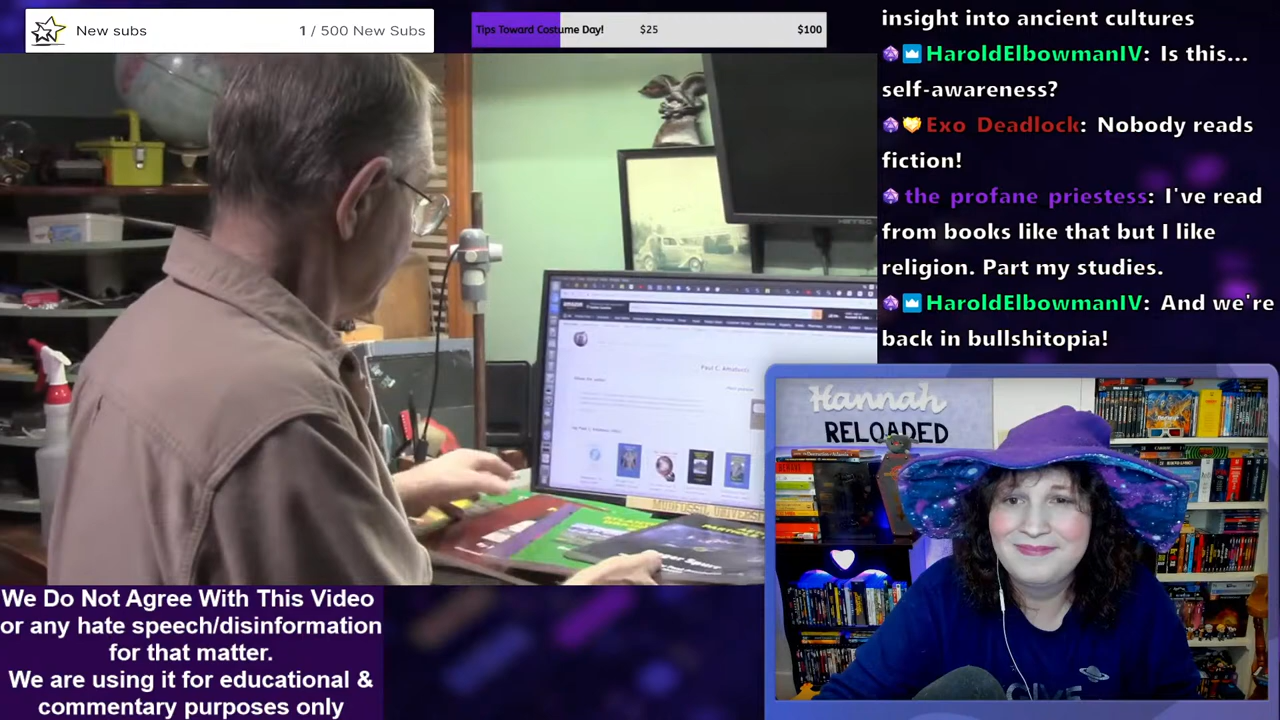 New subs
1 / 500 New Subs
Tips Toward Costume Day!
$25
$100
insight into ancient cultures
HaroldElbowmanIV: Is this...
self-awareness?
Exo Deadlock: Nobody reads
fiction!
the profane priestess: I've read
from books like that but I like
religion. Part my studies.
HaroldElbowmanIV: And we're
back in bullshitopia!
amazon
Hannah
RELOADED
GIVE
We Do Not Agree With This Video
or any hate speech/disinformation
for that matter.
We are using it for educational &
commentary purposes only